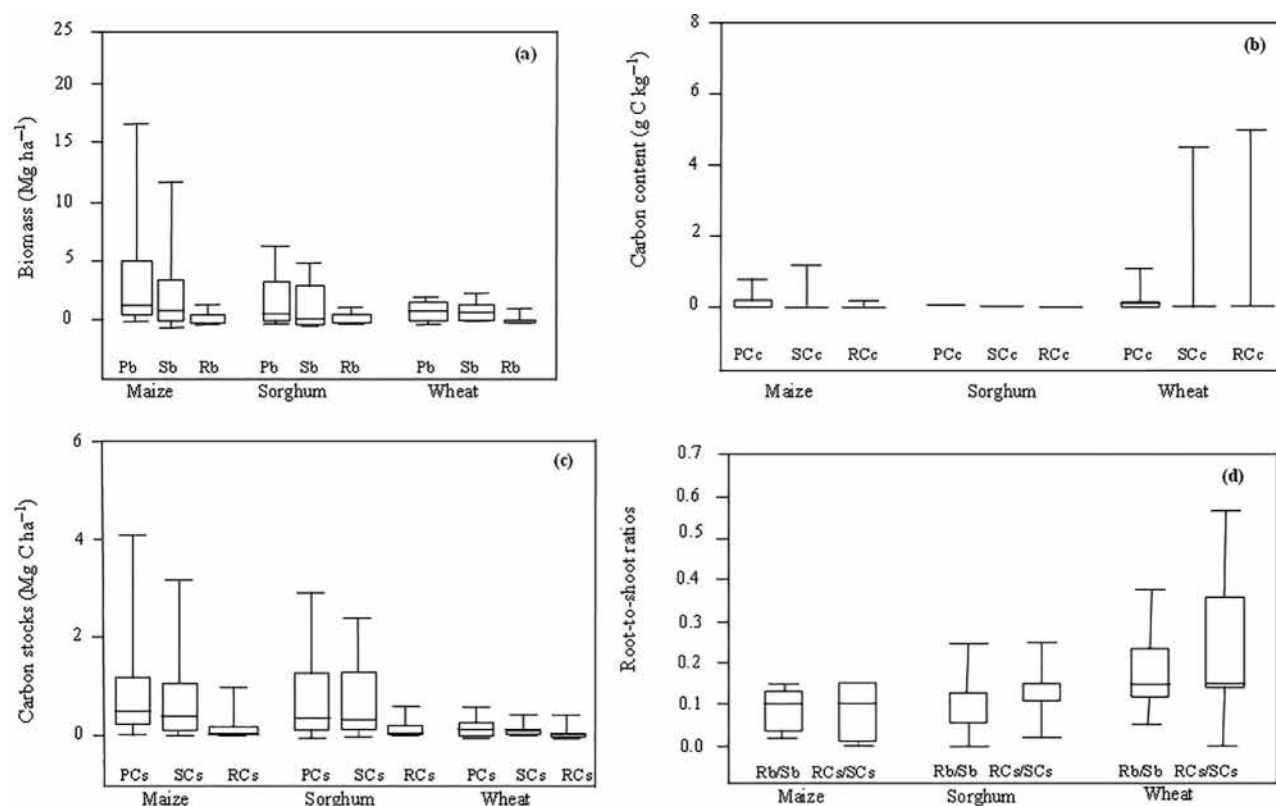 (a)
Biomass (Mg ha⁻¹)
25
20
15
10
5
0
Pb Sb Rb Pb Sb Rb Pb Sb Rb
Maize Sorghum Wheat
(b)
Carbon content (g C kg⁻¹)
8
6
4
2
0
PCc SCc RCc PCc SCc RCc PCc SCc RCc
Maize Sorghum Wheat
(c)
Carbon stocks (Mg C ha⁻¹)
6
4
2
0
PCs SCs RCs PCs SCs RCs PCs SCs RCs
Maize Sorghum Wheat
(d)
Root-to-shoot ratios
0.7
0.6
0.5
0.4
0.3
0.2
0.1
0.0
Rb/Sb RCs/SCs Rb/Sb RCs/SCs Rb/Sb RCs/SCs
Maize Sorghum Wheat